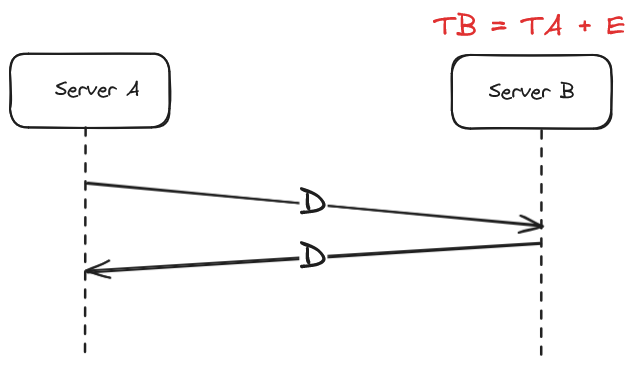 TB = TA + E
Server A
Server B
D
D